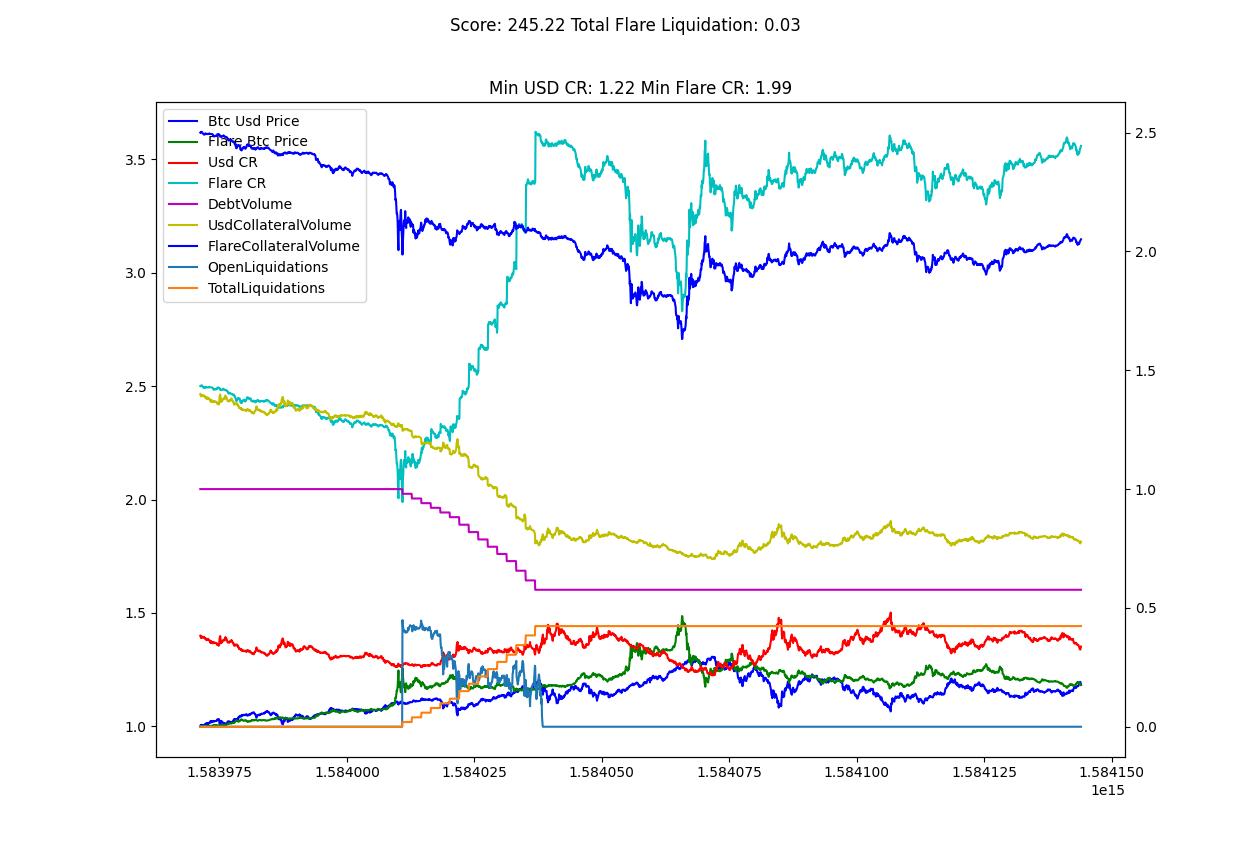 Score: 245.22 Total Flare Liquidation: 0.03
Min USD CR: 1.22 Min Flare CR: 1.99
Btc Usd Price
Flare Btc Price
Usd CR
Flare CR
DebtVolume
UsdCollateralVolume
FlareCollateralVolume
OpenLiquidations
TotalLiquidations
3.5
3.0
2.5
2.0
1.5
1.0
2.5
2.0
1.5
1.0
0.5
0.0
1.583975 1.584000 1.584025 1.584050 1.584075 1.584100 1.584125 1.584150
1e15